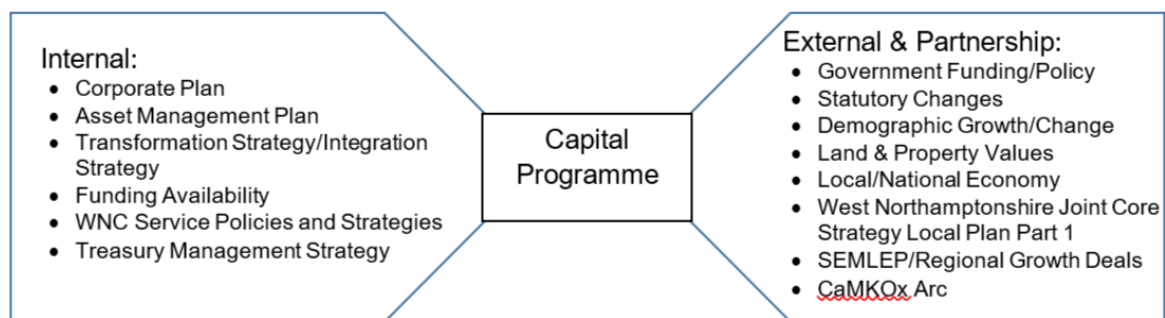 Internal:
• Corporate Plan
• Asset Management Plan
• Transformation Strategy/Integration
Strategy
• Funding Availability
• WNC Service Policies and Strategies
• Treasury Management Strategy
Capital
Programme
External & Partnership:
• Government Funding/Policy
• Statutory Changes
• Demographic Growth/Change
• Land & Property Values
• Local/National Economy
• West Northamptonshire Joint Core
Strategy Local Plan Part 1
• SEMLEP/Regional Growth Deals
• CaMKOx Arc